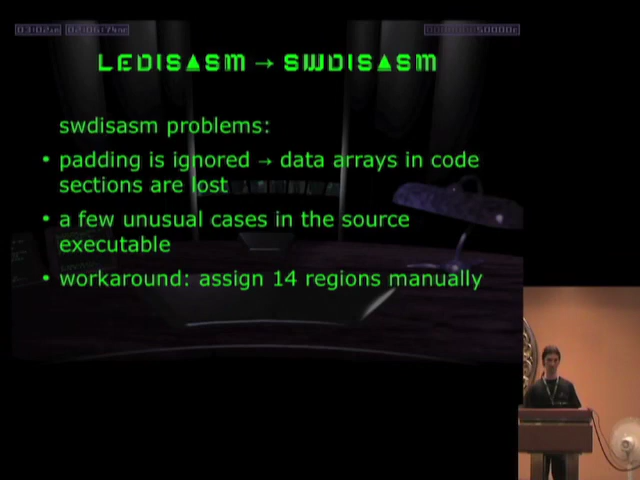 LEDISASM → SWDISASM
swdisasm problems:
• padding is ignored → data arrays in code
sections are lost
• a few unusual cases in the source
executable
• workaround: assign 14 regions manually